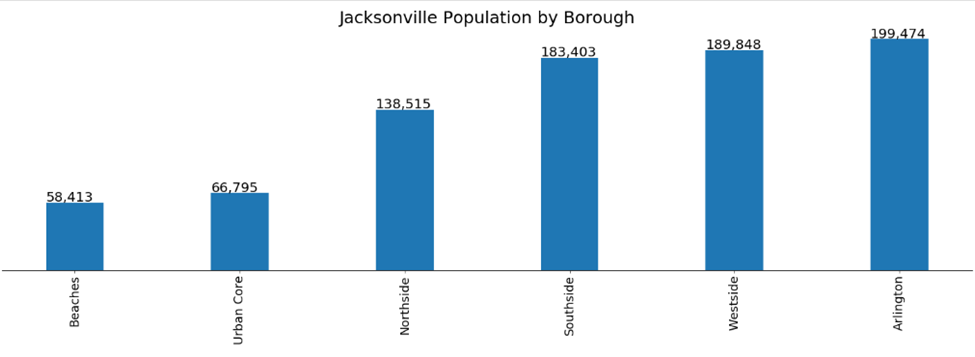 Jacksonville Population by Borough
58,413
66,795
138,515
183,403
189,848
199,474
Beaches
Urban Core
Northside
Southside
Westside
Arlington